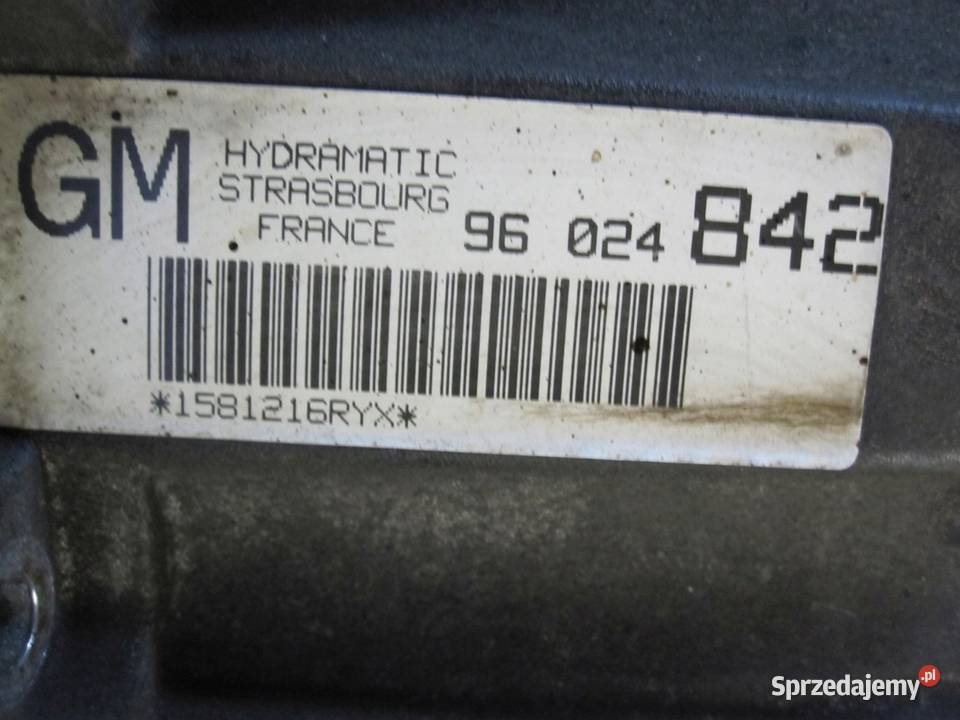 GM
HYDRAMATIC
STRASBOURG
FRANCE 96 024 842
*1581216RYX*
Sprzedajemy.pl